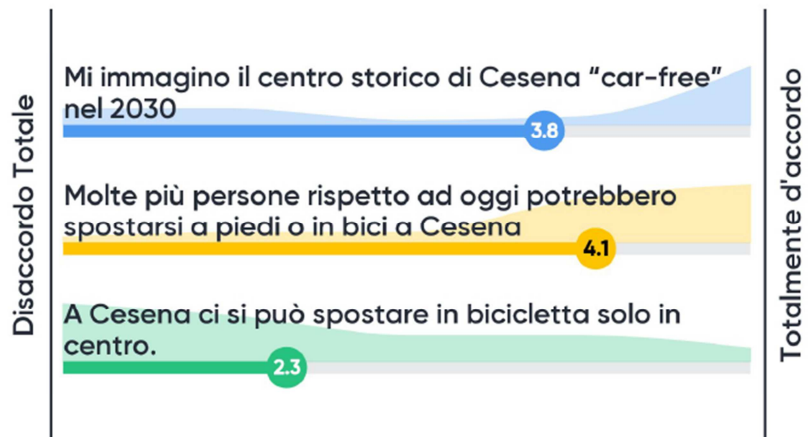 Disaccordo Totale
Mi immagino il centro storico di Cesena “car-free”
nel 2030
3.8
Molte più persone rispetto ad oggi potrebbero
spostarsi a piedi o in bici a Cesena
4.1
A Cesena ci si può spostare in bicicletta solo in
centro.
2.3
Totalmente d'accordo